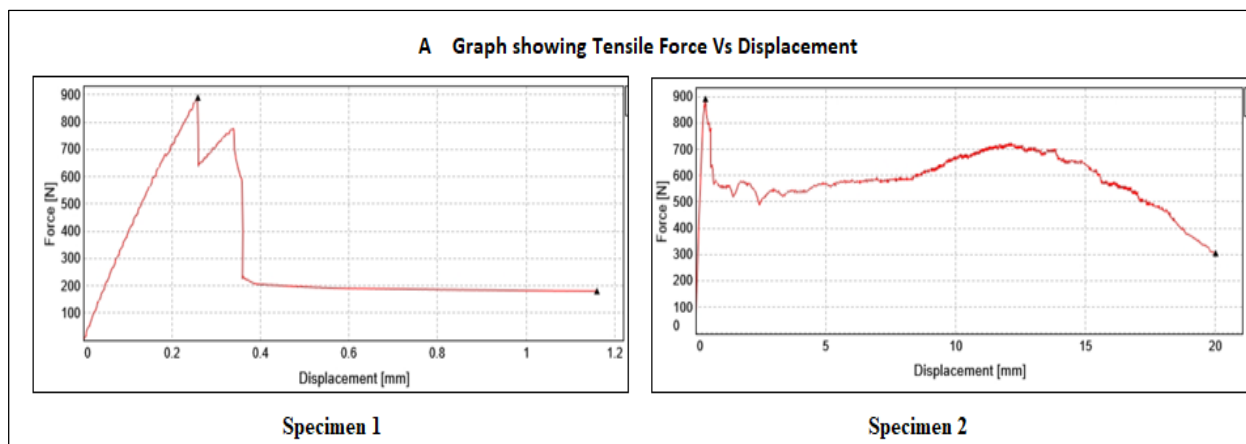 A Graph showing Tensile Force Vs Displacement
900
800
700
600
500
400
300
200
100
Force [N]
0 0.2 0.4 0.6 0.8 1 1.2
Displacement [mm]
Specimen 1
900
800
700
600
500
400
300
200
100
0
Force [N]
0 5 10 15 20
Displacement [mm]
Specimen 2